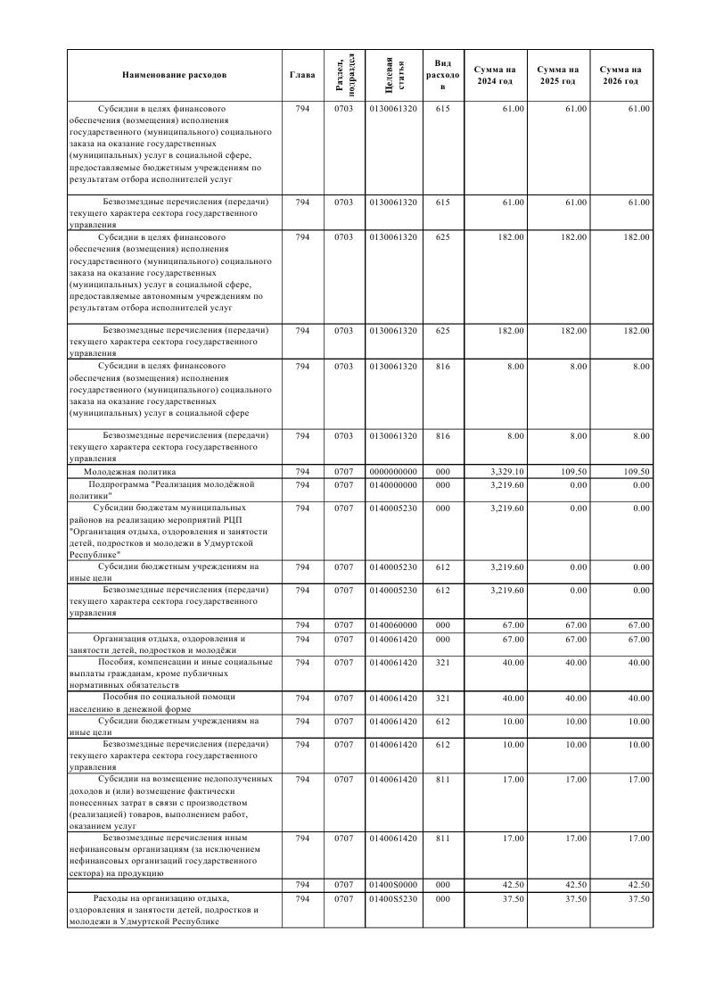 Наименование расходов Глава Раздел, подраздел Целевая статья Вид расходо в Сумма на 2024 год Сумма на 2025 год Сумма на 2026 год
Субсидии в целях финансового 794 0703 0130061320 615 61.00 61.00 61.00
обеспечения (возмещения) исполнения
государственного (муниципального) социального
заказа на оказание государственных
(муниципальных) услуг в социальной сфере,
предоставляемые бюджетным учреждениям по
результатам отбора исполнителей услуг
Безвозмездные перечисления (передачи) 794 0703 0130061320 615 61.00 61.00 61.00
текущего характера сектора государственного
управления
Субсидии в целях финансового 794 0703 0130061320 625 182.00 182.00 182.00
обеспечения (возмещения) исполнения
государственного (муниципального) социального
заказа на оказание государственных
(муниципальных) услуг в социальной сфере,
предоставляемые автономным учреждениям по
результатам отбора исполнителей услуг
Безвозмездные перечисления (передачи) 794 0703 0130061320 625 182.00 182.00 182.00
текущего характера сектора государственного
управления
Субсидии в целях финансового 794 0703 0130061320 816 8.00 8.00 8.00
обеспечения (возмещения) исполнения
государственного (муниципального) социального
заказа на оказание государственных
(муниципальных) услуг в социальной сфере
Безвозмездные перечисления (передачи) 794 0703 0130061320 816 8.00 8.00 8.00
текущего характера сектора государственного
управления
Молодежная политика 794 0707 0000000000 000 3,329.10 109.50 109.50
Подпрограмма "Реализация молодёжной 794 0707 0140000000 000 3,219.60 0.00 0.00
политики"
Субсидии бюджетам муниципальных 794 0707 0140005230 000 3,219.60 0.00 0.00
районов на реализацию мероприятий РЦП
"Организация отдыха, оздоровления и занятости
детей, подростков и молодежи в Удмуртской
Республике"
Субсидии бюджетным учреждениям на 794 0707 0140005230 612 3,219.60 0.00 0.00
иные цели
Безвозмездные перечисления (передачи) 794 0707 0140005230 612 3,219.60 0.00 0.00
текущего характера сектора государственного
управления
794 0707 0140060000 000 67.00 67.00 67.00
Организация отдыха, оздоровления и 794 0707 0140061420 000 67.00 67.00 67.00
занятости детей, подростков и молодёжи
Пособия, компенсации и иные социальные 794 0707 0140061420 321 40.00 40.00 40.00
выплаты гражданам, кроме публичных
нормативных обязательств
Пособия по социальной помощи 794 0707 0140061420 321 40.00 40.00 40.00
населению в денежной форме
Субсидии бюджетным учреждениям на 794 0707 0140061420 612 10.00 10.00 10.00
иные цели
Безвозмездные перечисления (передачи) 794 0707 0140061420 612 10.00 10.00 10.00
текущего характера сектора государственного
управления
Субсидии на возмещение недополученных 794 0707 0140061420 811 17.00 17.00 17.00
доходов и (или) возмещение фактически
понесенных затрат в связи с производством
(реализацией) товаров, выполнением работ,
оказанием услуг
Безвозмездные перечисления иным 794 0707 0140061420 811 17.00 17.00 17.00
нефинансовым организациям (за исключением
нефинансовых организаций государственного
сектора) на продукцию
794 0707 01400S0000 000 42.50 42.50 42.50
Расходы на организацию отдыха, 794 0707 01400S5230 000 37.50 37.50 37.50
оздоровления и занятости детей, подростков и
молодежи в Удмуртской Республике